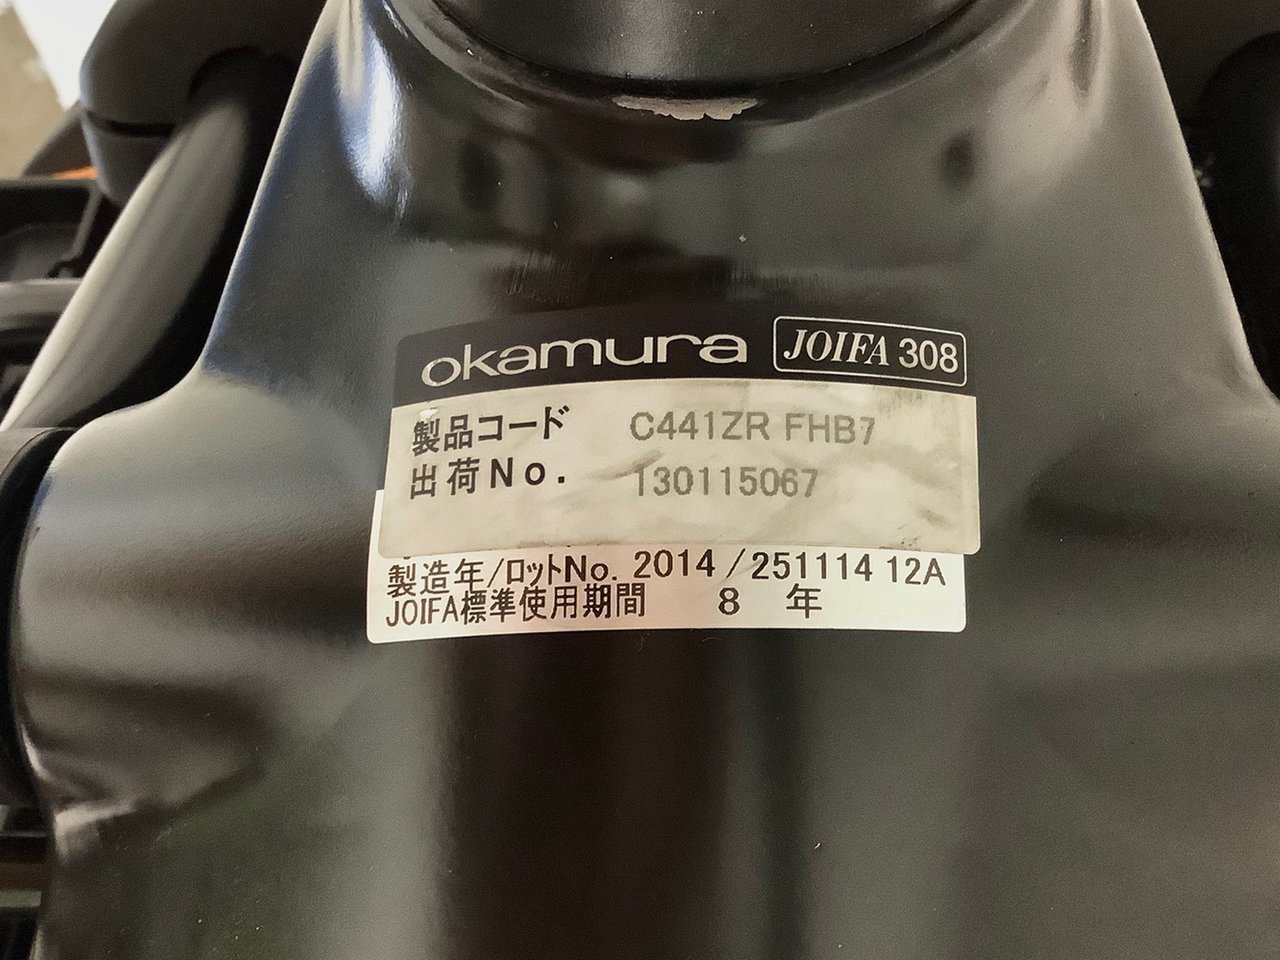 okamura JOIFA 308
製品コード C441ZR FHB7
出荷No. 130115067
製造年/ロットNo. 2014/251114 12A
JOIFA標準使用期間 8 年